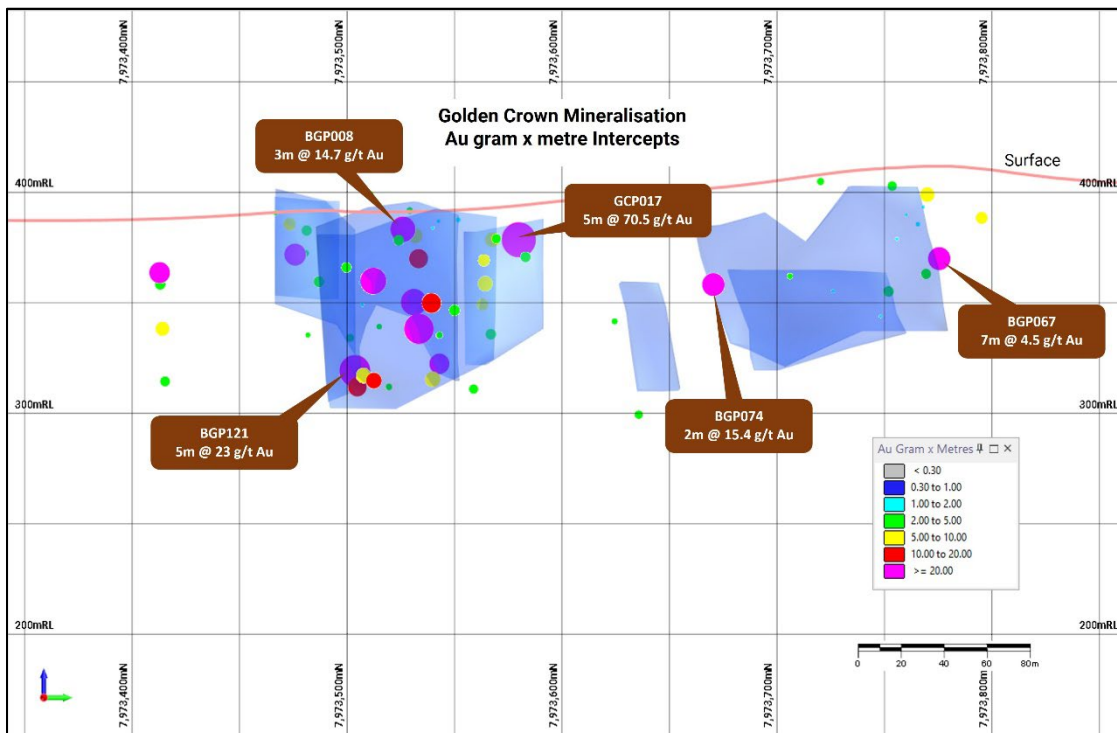 7,973,400mN
7,973,500mN
7,973,600mN
7,973,700mN
7,973,800mN
Golden Crown Mineralisation
Au gram x metre Intercepts
BGP008
3m @ 14.7 g/t Au
GCP017
5m @ 70.5 g/t Au
Surface
400mRL
400mRL
300mRL
300mRL
BGP067
7m @ 4.5 g/t Au
BGP074
2m @ 15.4 g/t Au
BGP121
5m @ 23 g/t Au
Au Gram x Metres
< 0.30
0.30 to 1.00
1.00 to 2.00
2.00 to 5.00
5.00 to 10.00
10.00 to 20.00
>= 20.00
200mRL
200mRL
0 20 40 60 80m
7,973,400mN
7,973,500mN
7,973,600mN
7,973,700mN
7,973,800mN